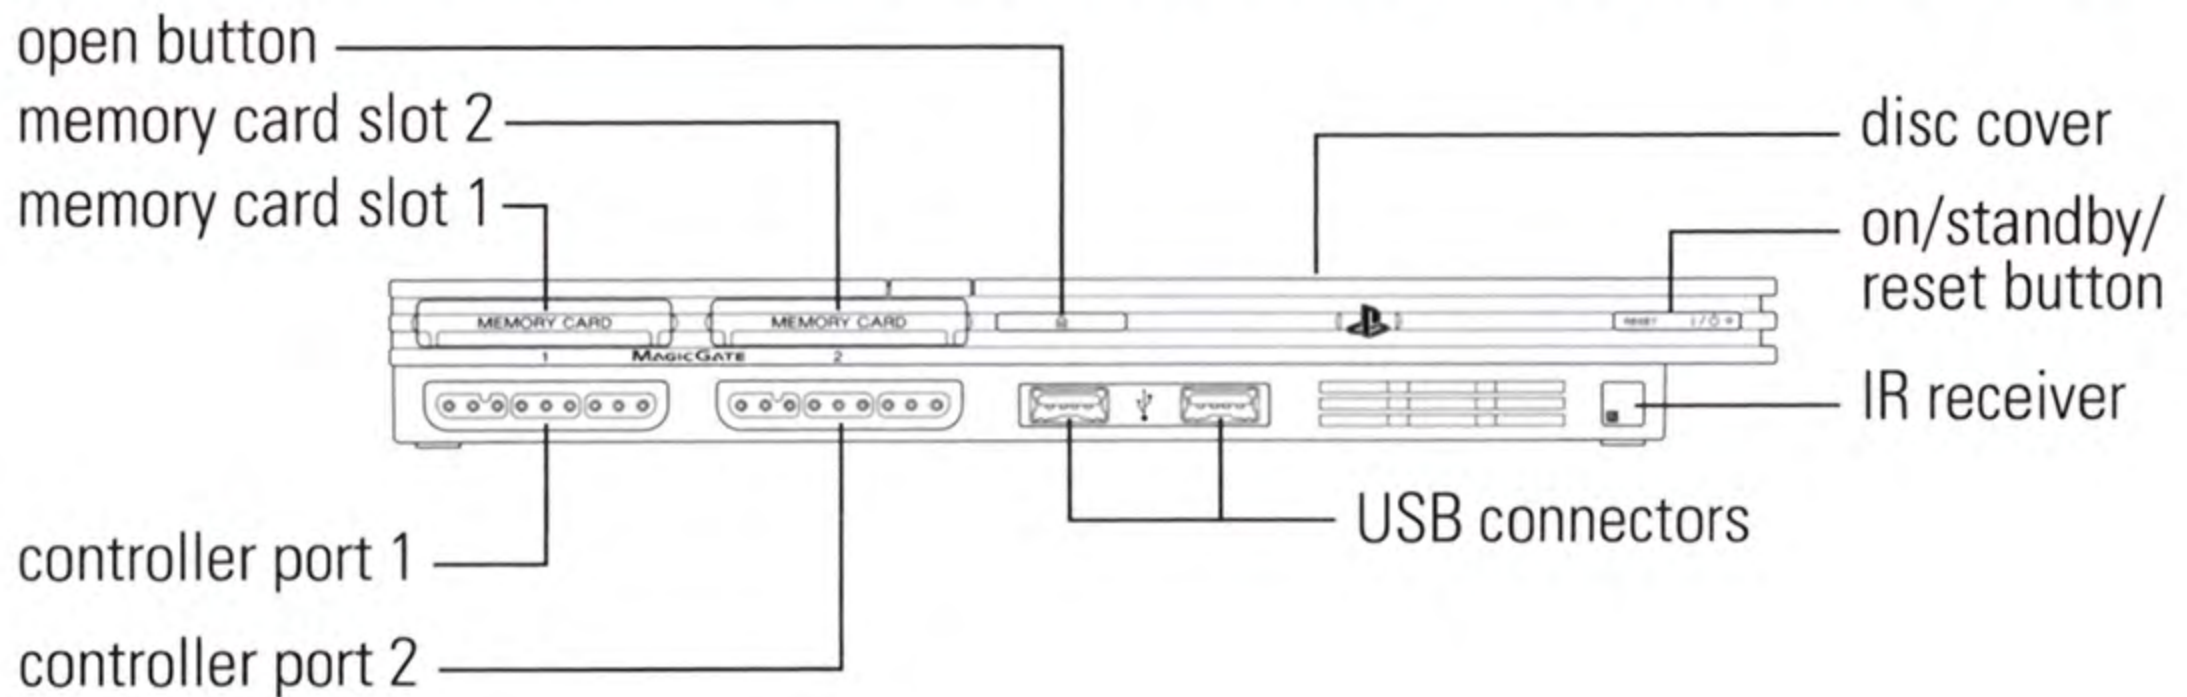 open button
memory card slot 2
memory card slot 1
disc cover
on/standby/
reset button
MEMORY CARD
MEMORY CARD
RESET
1
MAGICGATE
2
IR receiver
USB connectors
controller port 1
controller port 2